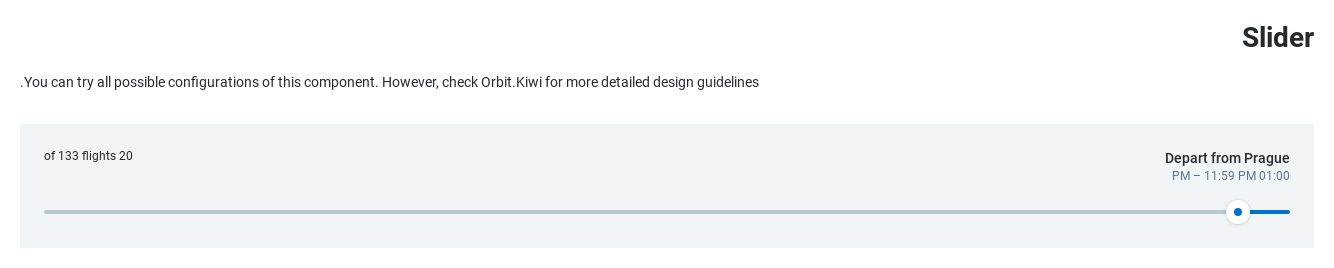 Slider
.You can try all possible configurations of this component. However, check Orbit.Kiwi for more detailed design guidelines
Depart from Prague
of 133 flights 20
PM – 11:59 PM 01:00